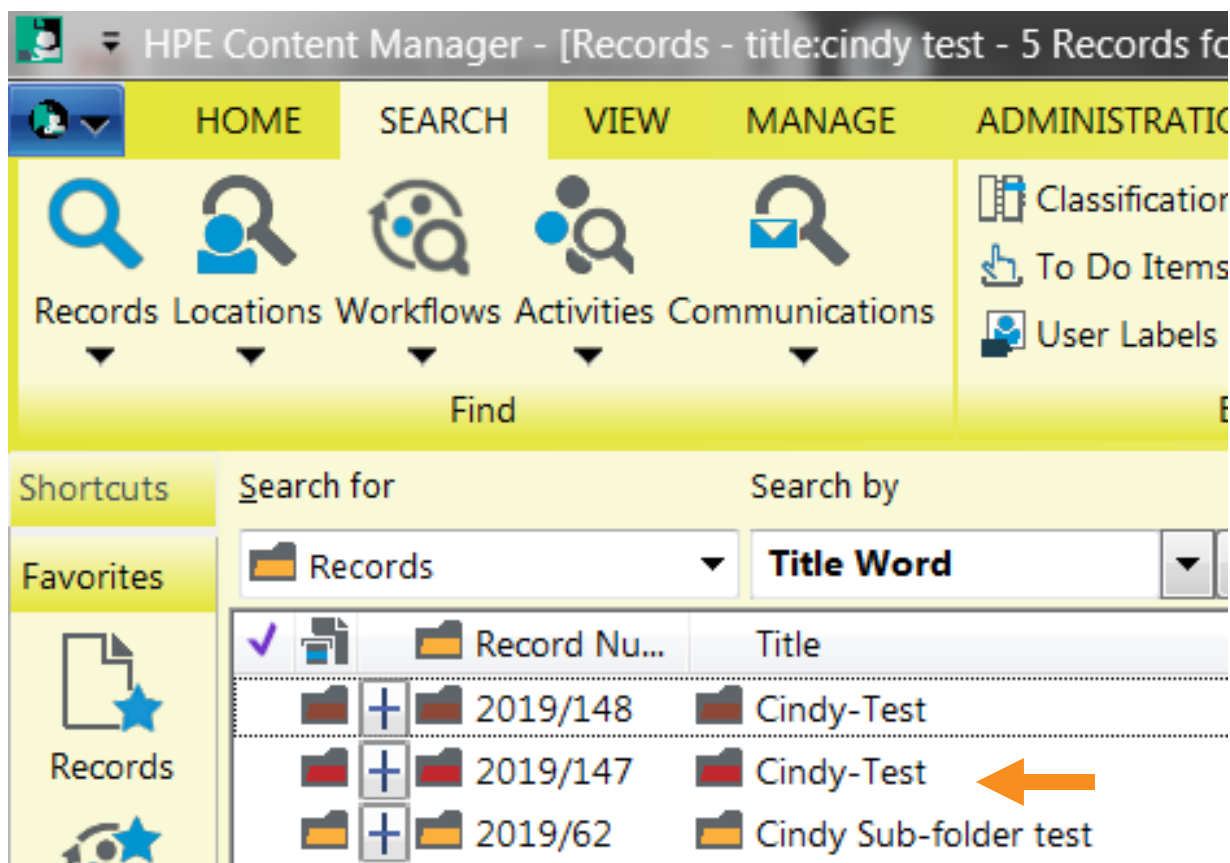 HPE Content Manager - [Records - title:cindy test - 5 Records fo
HOME SEARCH VIEW MANAGE ADMINISTRATIO
Classification
To Do Items
User Labels
Records Locations Workflows Activities Communications
Find
Shortcuts
Search for Search by
Favorites
Records Title Word
Record Nu... Title
2019/148 Cindy-Test
Records
2019/147 Cindy-Test
2019/62 Cindy Sub-folder test